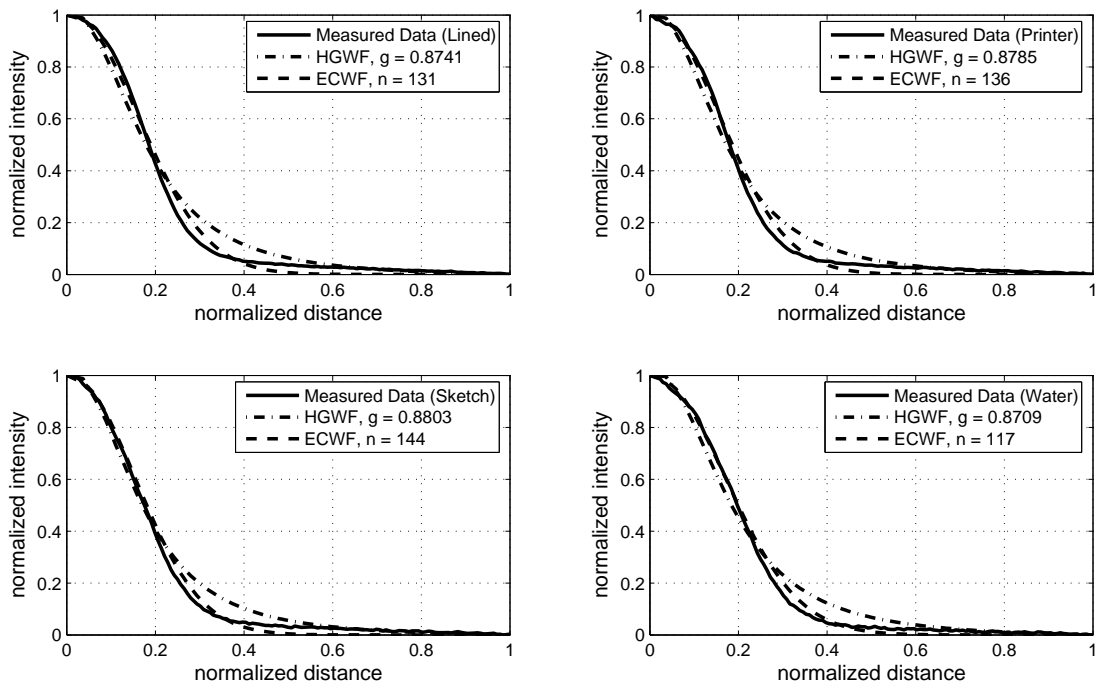 1
0.8
0.6
0.4
0.2
0
normalized intensity
Measured Data (Lined)
HGWF, g = 0.8741
ECWF, n = 131
0 0.2 0.4 0.6 0.8 1
normalized distance
1
0.8
0.6
0.4
0.2
0
normalized intensity
Measured Data (Printer)
HGWF, g = 0.8785
ECWF, n = 136
0 0.2 0.4 0.6 0.8 1
normalized distance
1
0.8
0.6
0.4
0.2
0
normalized intensity
Measured Data (Sketch)
HGWF, g = 0.8803
ECWF, n = 144
0 0.2 0.4 0.6 0.8 1
normalized distance
1
0.8
0.6
0.4
0.2
0
normalized intensity
Measured Data (Water)
HGWF, g = 0.8709
ECWF, n = 117
0 0.2 0.4 0.6 0.8 1
normalized distance